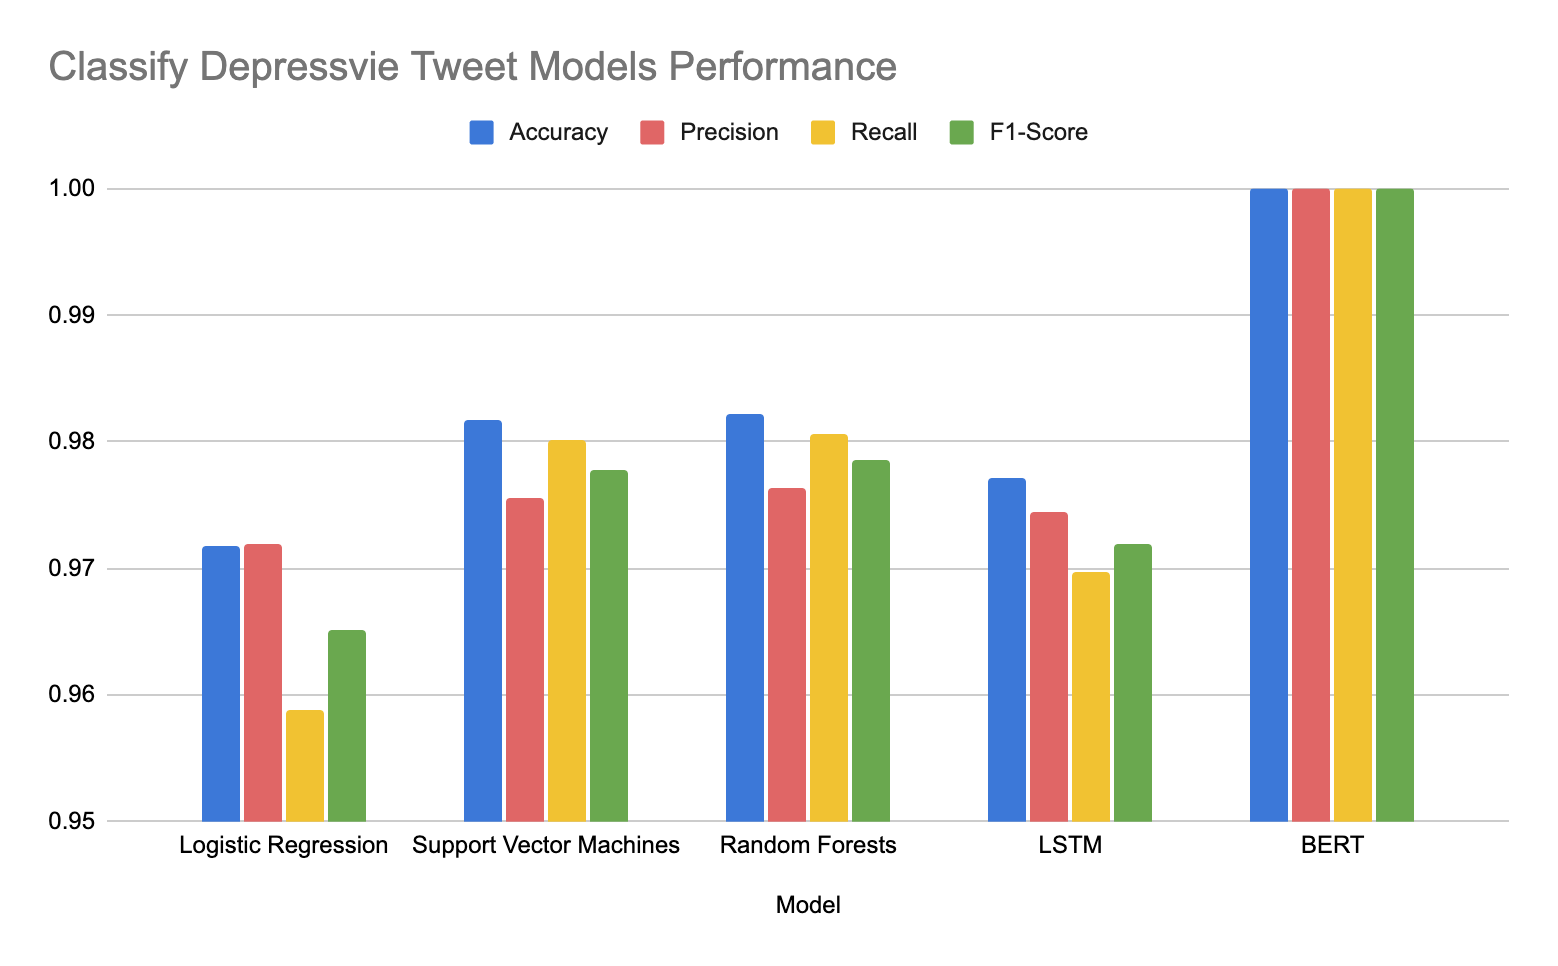 Classify Depressvie Tweet Models Performance
Accuracy Precision Recall F1-Score
1.00
0.99
0.98
0.97
0.96
0.95
Logistic Regression Support Vector Machines Random Forests LSTM BERT
Model